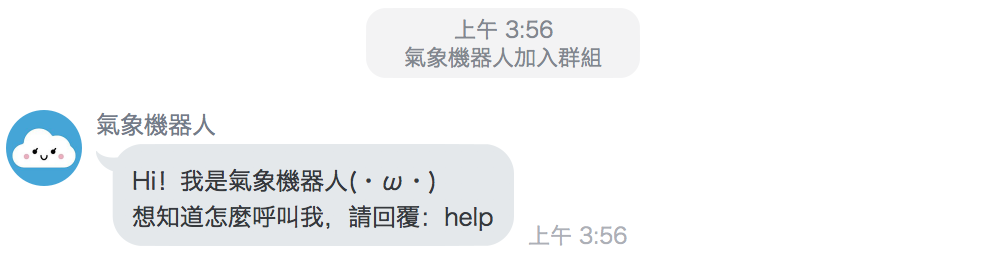 上午 3:56
氣象機器人加入群組
氣象機器人
Hi！我是氣象機器人(・ω・)
想知道怎麼呼叫我，請回覆：help
上午 3:56